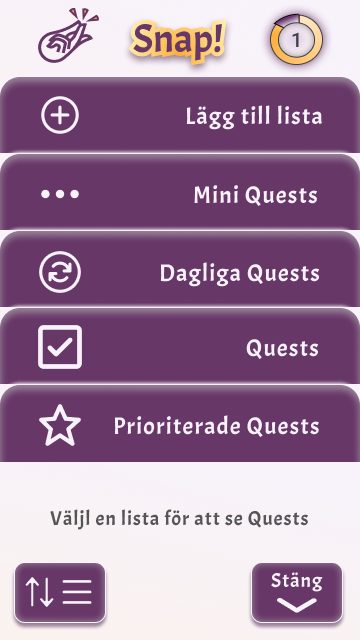 Snap!
1
Lägg till lista
Mini Quests
Dagliga Quests
Quests
Prioriterade Quests
Väljl en lista för att se Quests
Stäng